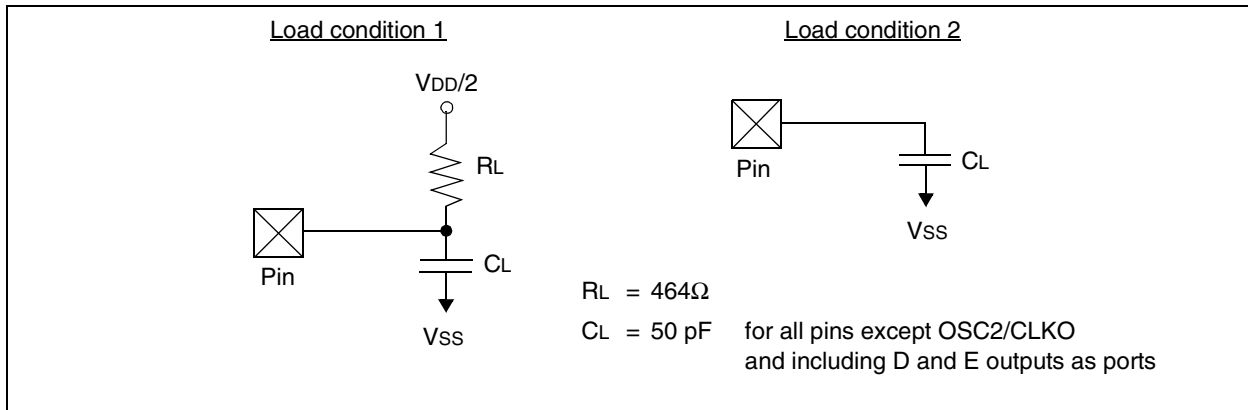 Load condition 1
VDD/2
RL
Pin
CL
VSS
Load condition 2
Pin
CL
VSS
RL = 464Ω
CL = 50 pF for all pins except OSC2/CLKO
and including D and E outputs as ports